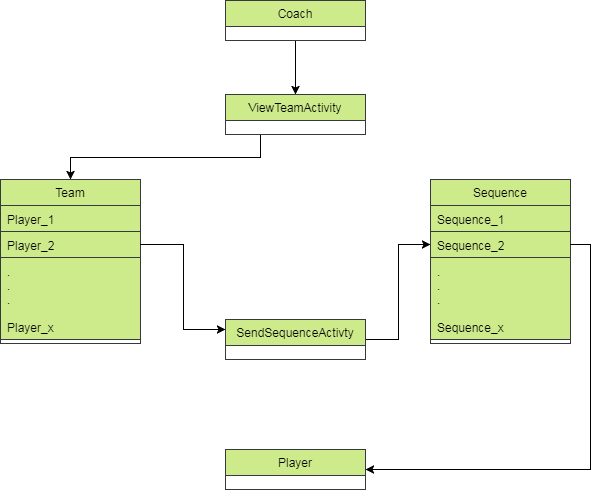 Coach
ViewTeamActivity
Team
Player_1
Player_2
.
.
.
Player_x
Sequence
Sequence_1
Sequence_2
.
.
.
Sequence_x
SendSequenceActivty
Player